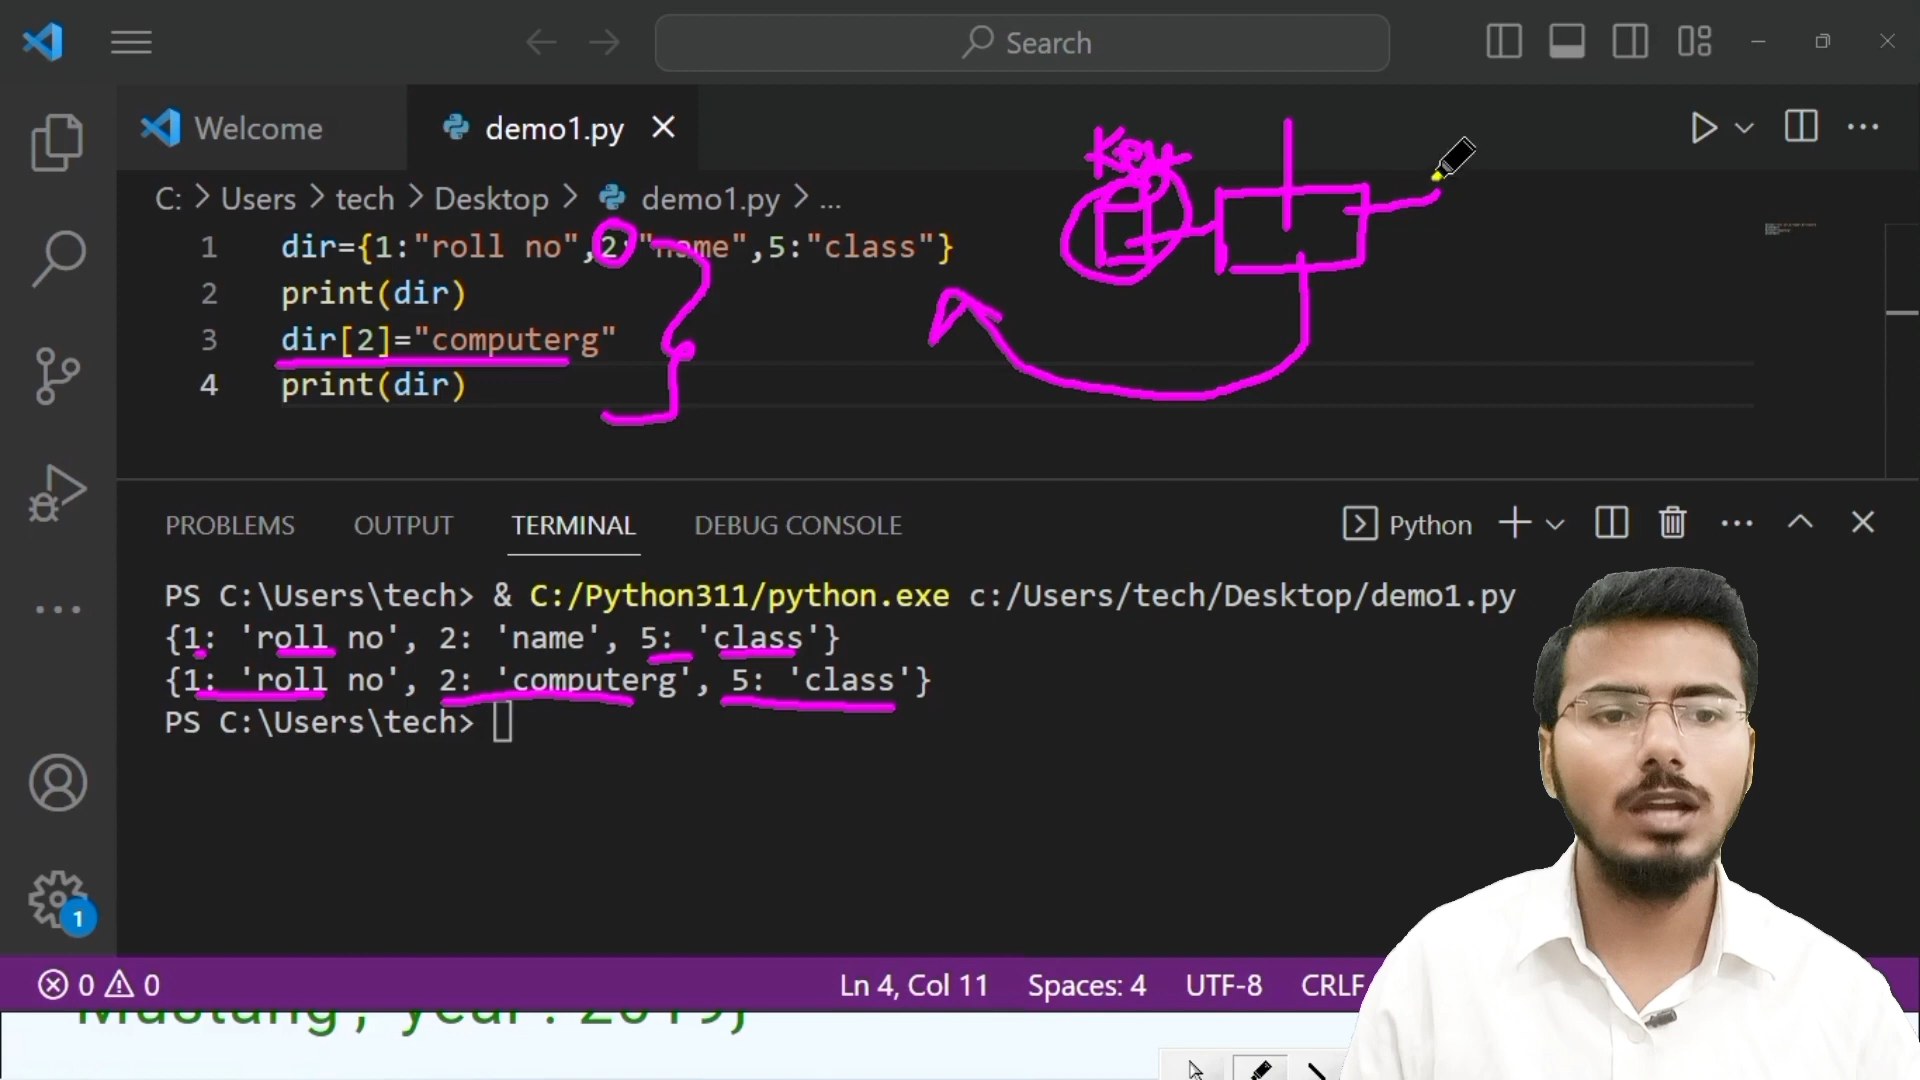 Search
Welcome
demo1.py
C: > Users > tech > Desktop > demo1.py > ...
Key
1 dir={1:"roll no",2:"name",5:"class"}
2 print(dir)
3 dir[2]="computerg"
4 print(dir)
PROBLEMS OUTPUT TERMINAL DEBUG CONSOLE
Python
PS C:\Users\tech> & C:/Python311/python.exe c:/Users/tech/Desktop/demo1.py
{1: 'roll no', 2: 'name', 5: 'class'}
{1: 'roll no', 2: 'computerg', 5: 'class'}
PS C:\Users\tech>
1
0 0 Ln 4, Col 11 Spaces: 4 UTF-8 CRLF
Mustang', 'year': 2019}